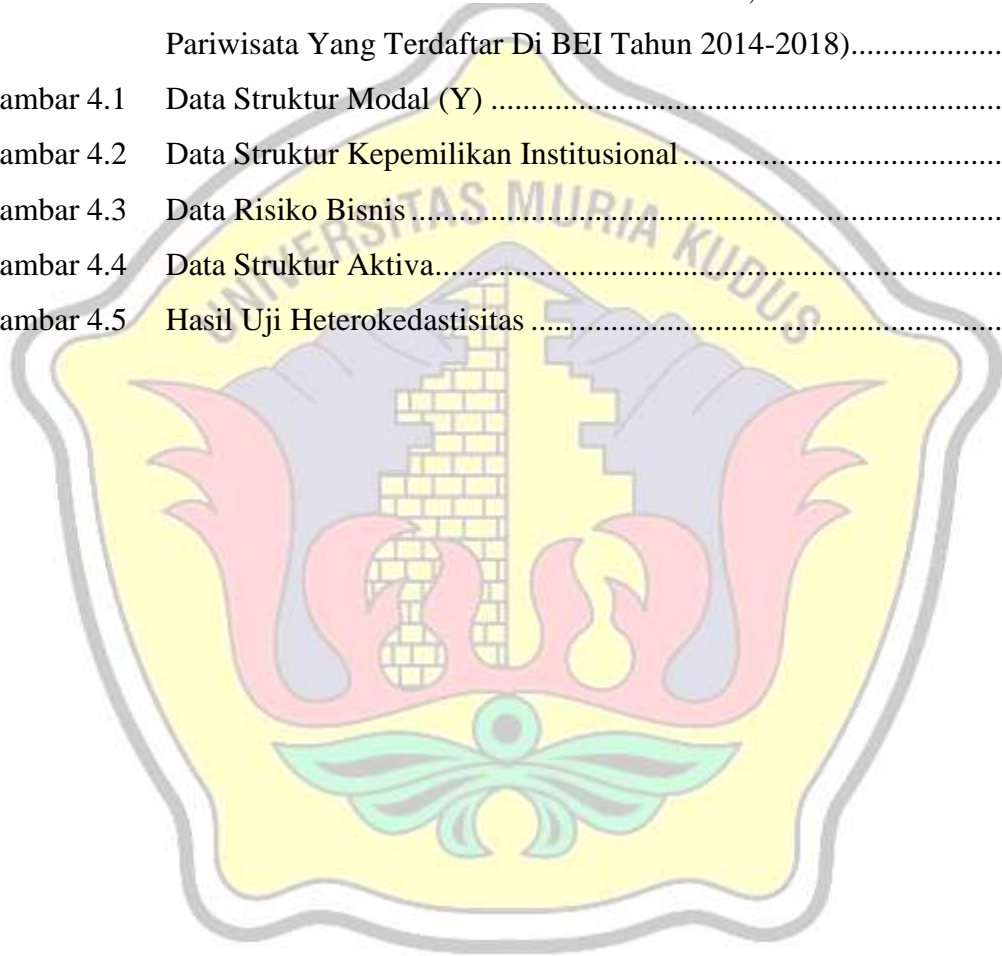 Pariwisata Yang Terdaftar Di BEI Tahun 2014-2018)...................
ambar 4.1 Data Struktur Modal (Y) ..........................................................
ambar 4.2 Data Struktur Kepemilikan Institusional ....................................
ambar 4.3 Data Risiko Bisnis ....................................................................
ambar 4.4 Data Struktur Aktiva.................................................................
ambar 4.5 Hasil Uji Heterokedastisitas .....................................................
UNIVERSITAS MURIA KUDUS